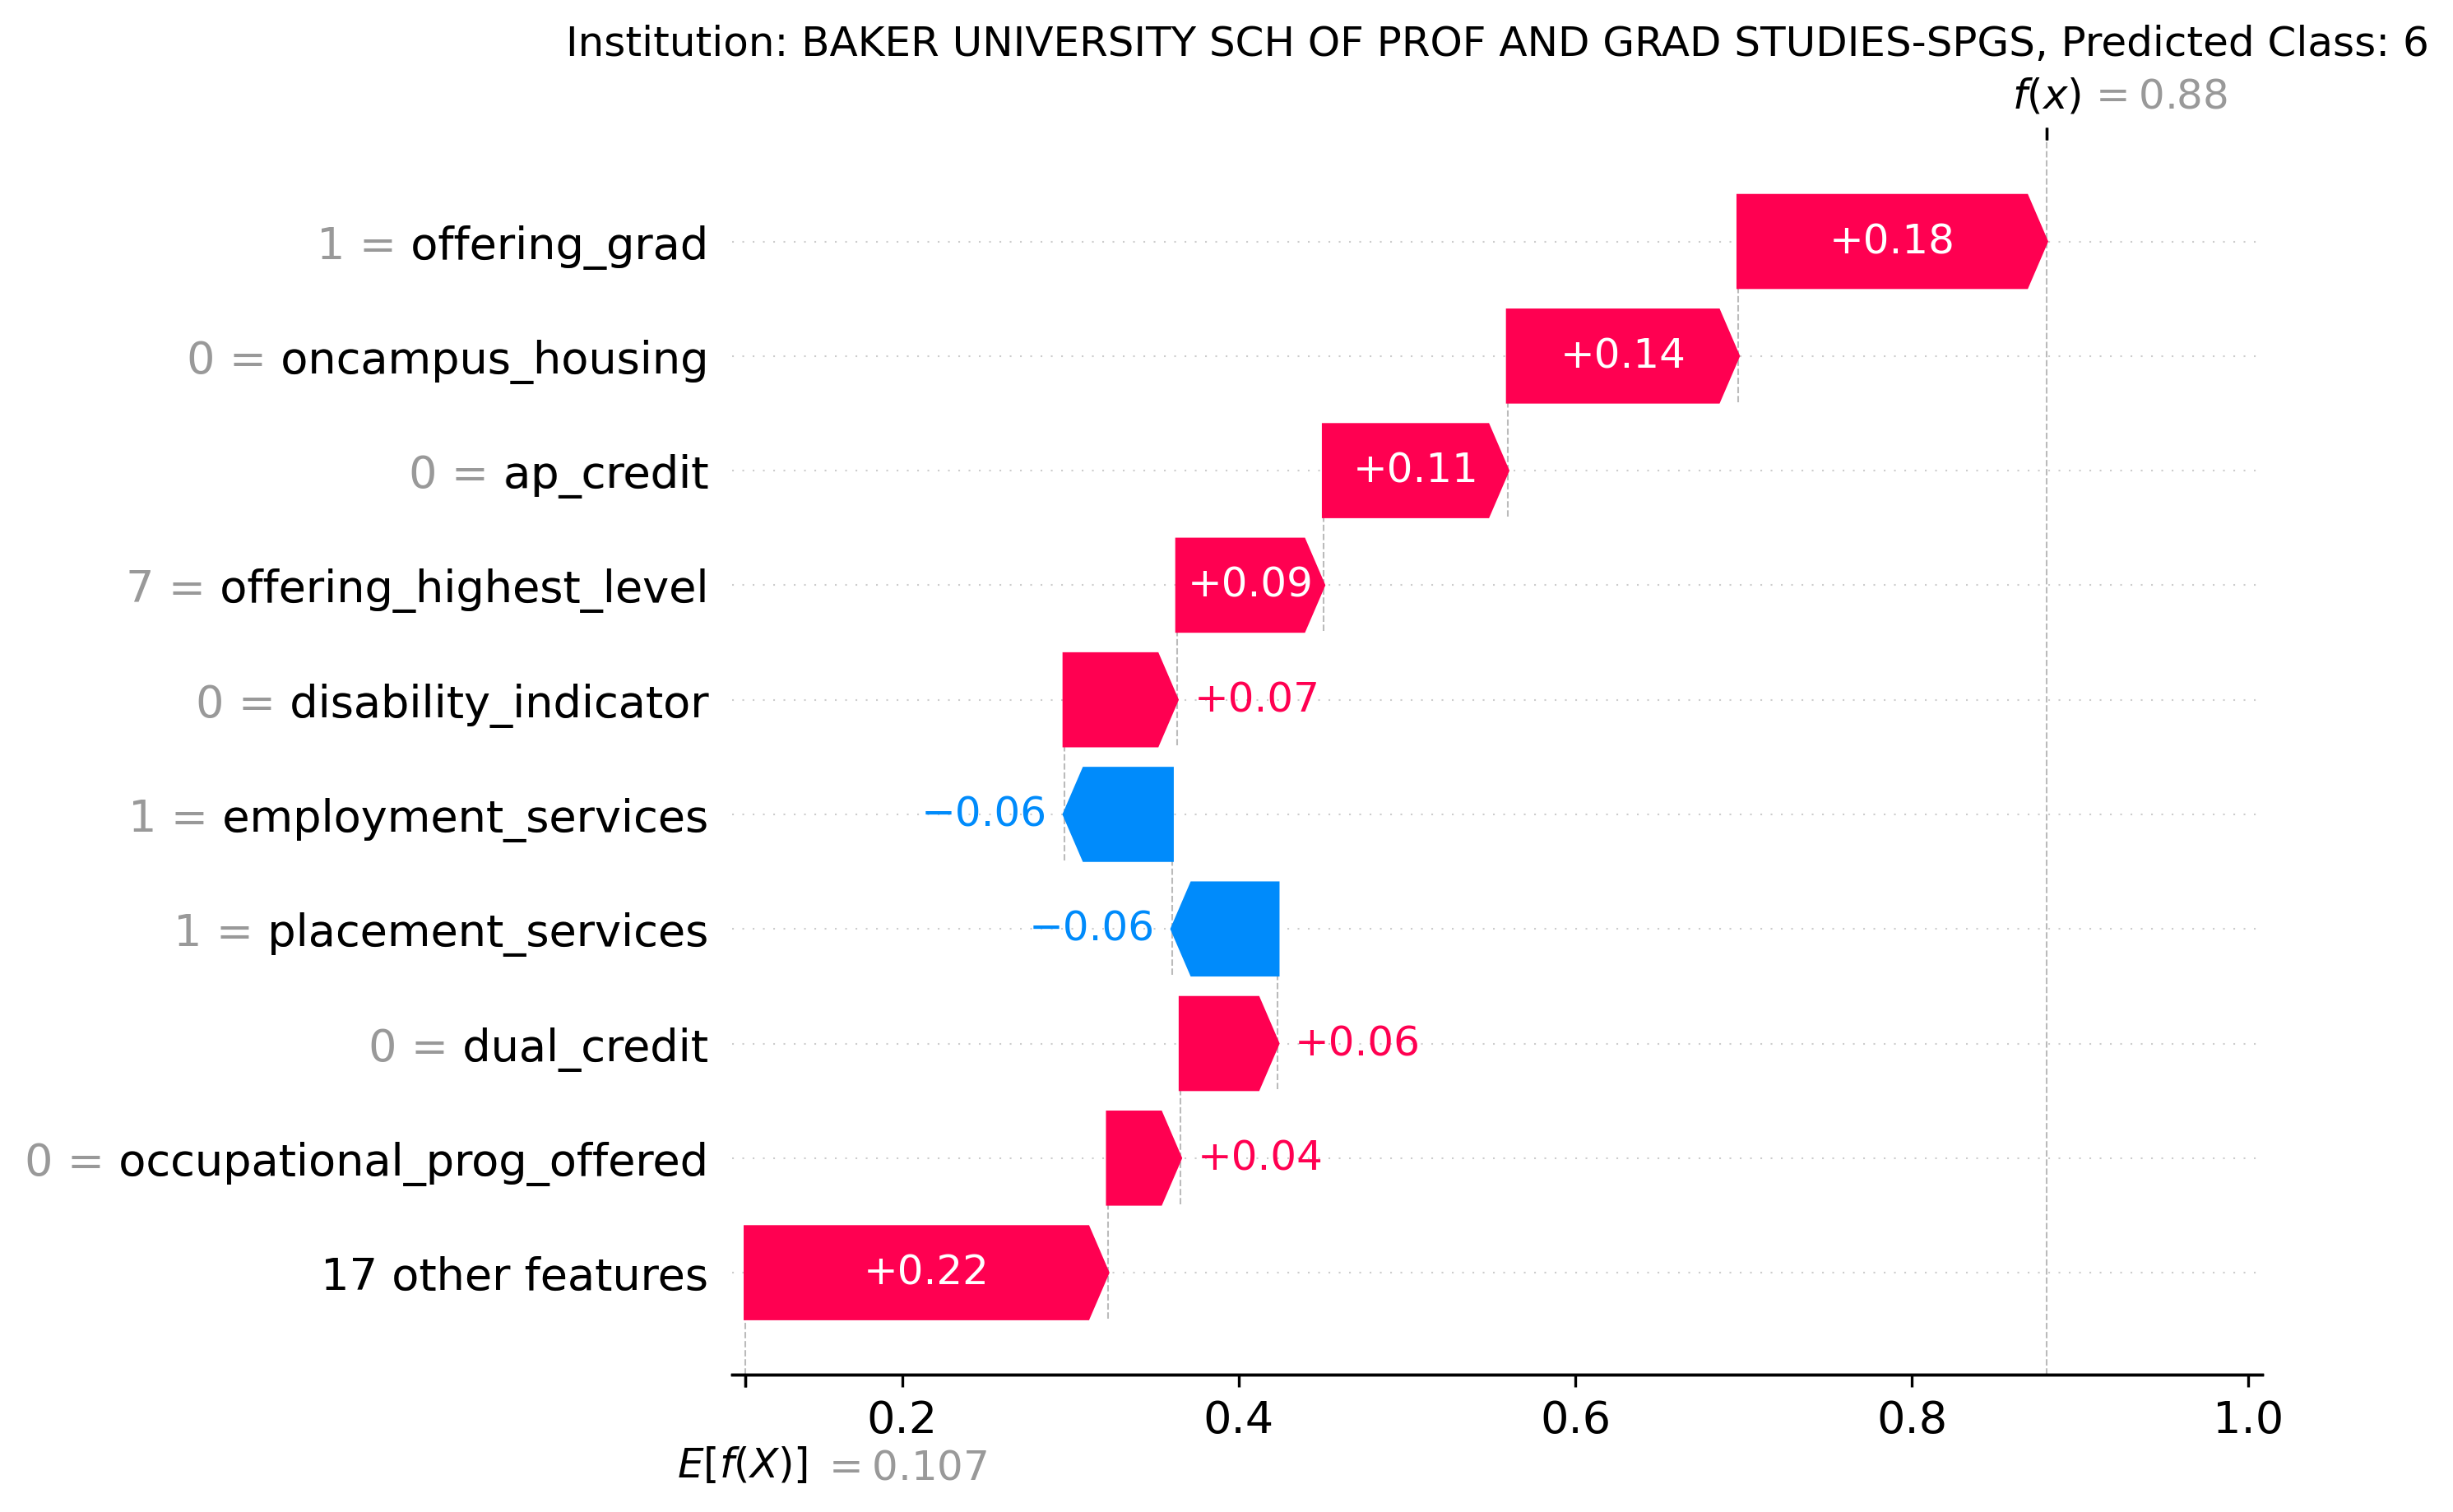 Institution: BAKER UNIVERSITY SCH OF PROF AND GRAD STUDIES-SPGS, Predicted Class: 6
f(x) = 0.88
1 = offering_grad +0.18
0 = oncampus_housing +0.14
0 = ap_credit +0.11
7 = offering_highest_level +0.09
0 = disability_indicator +0.07
1 = employment_services −0.06
1 = placement_services −0.06
0 = dual_credit +0.06
0 = occupational_prog_offered +0.04
17 other features +0.22
0.2 0.4 0.6 0.8 1.0
E[f(X)] = 0.107